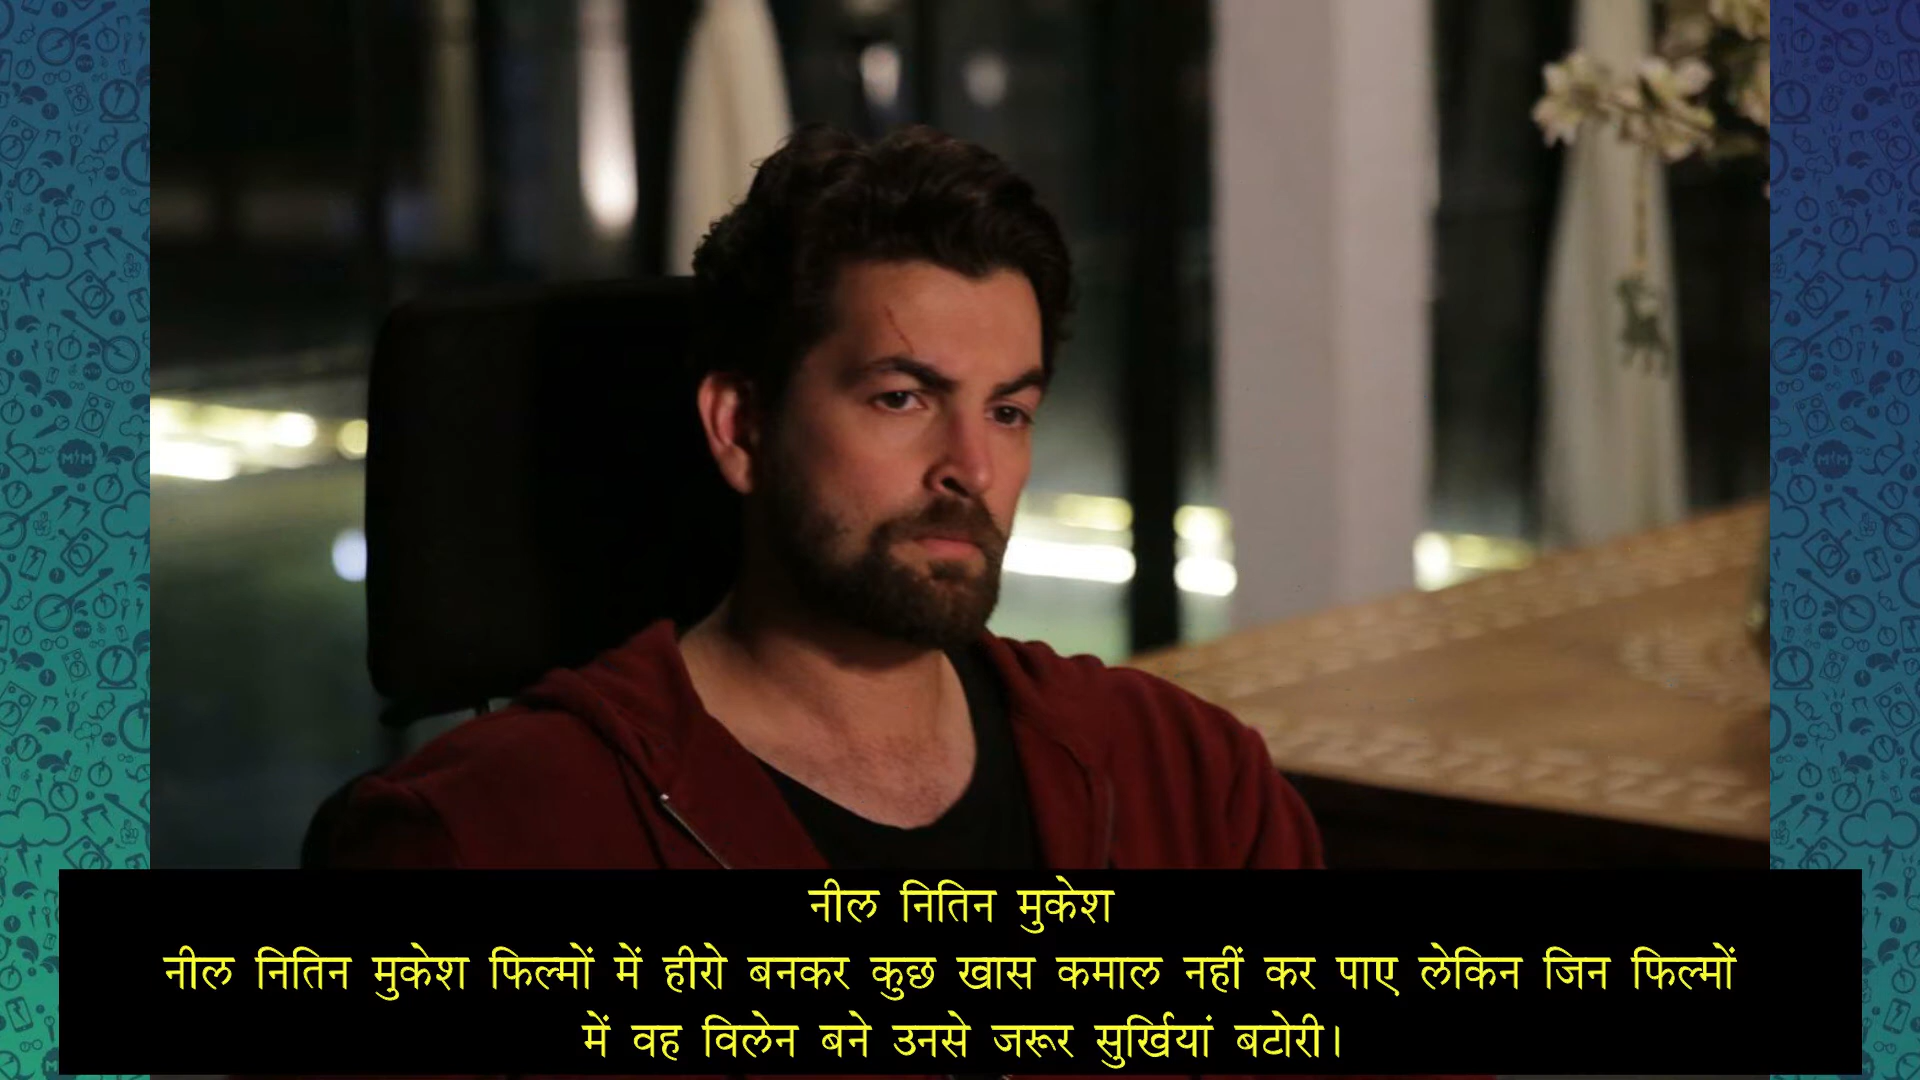 नील नितिन मुकेश
नील नितिन मुकेश फिल्मों में हीरो बनकर कुछ खास कमाल नहीं कर पाए लेकिन जिन फिल्मों
में वह विलेन बने उनसे जरूर सुर्खियां बटोरी।